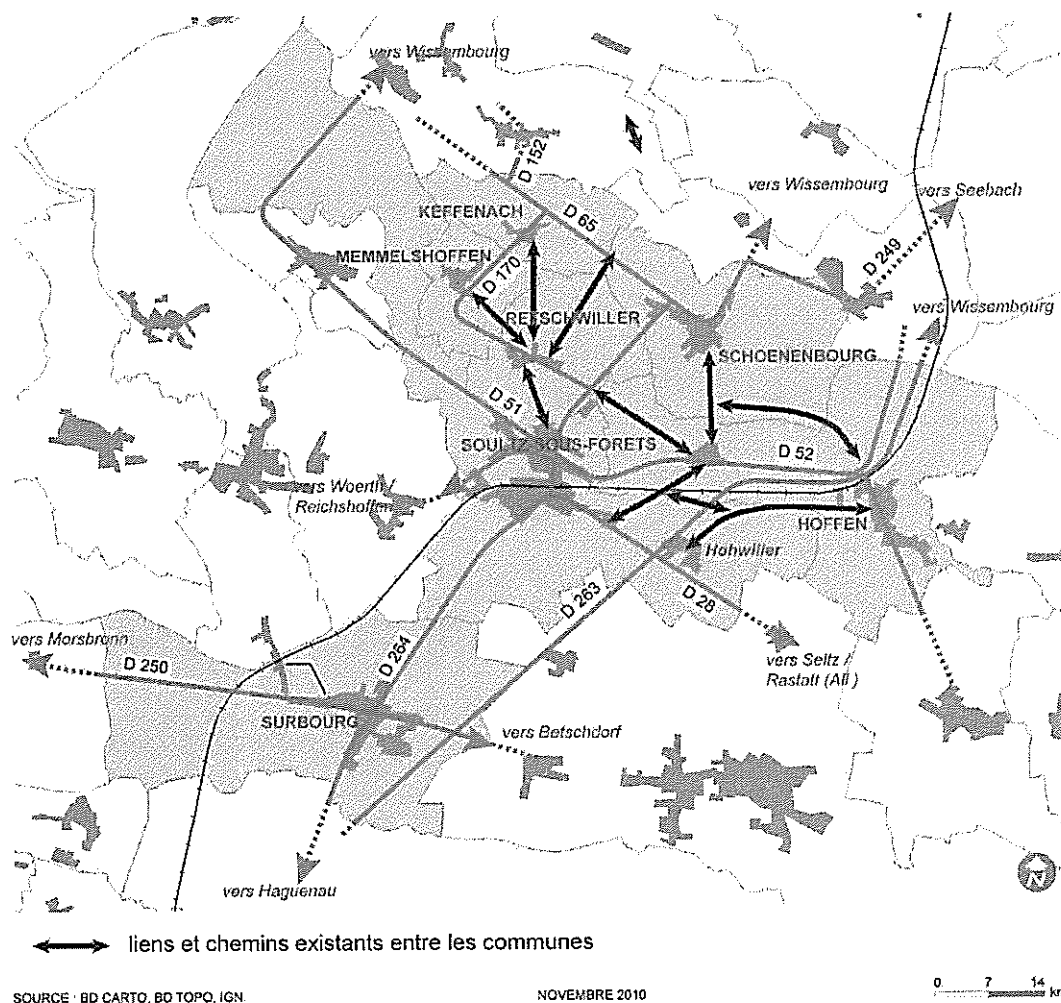 vers Wissembourg
D 152
vers Wissembourg
vers Seebach
KEFFENACH
D 65
MEMMELSHOFFEN
D 170
D 249
vers Wissembourg
RETSCHWILLER
SCHOENENBOURG
D 51
SOULTZ-SOUS-FORETS
D 52
vers Woerth /
Reichshoffen
HOFFEN
Hohwiller
D 263
D 28
vers Morsbronn
D 250
D 264
vers Seltz /
Rastatt (All.)
SURBOURG
vers Betschdorf
vers Haguenau
N
liens et chemins existants entre les communes
SOURCE : BD CARTO, BD TOPO, IGN.
NOVEMBRE 2010
0 7 14 km